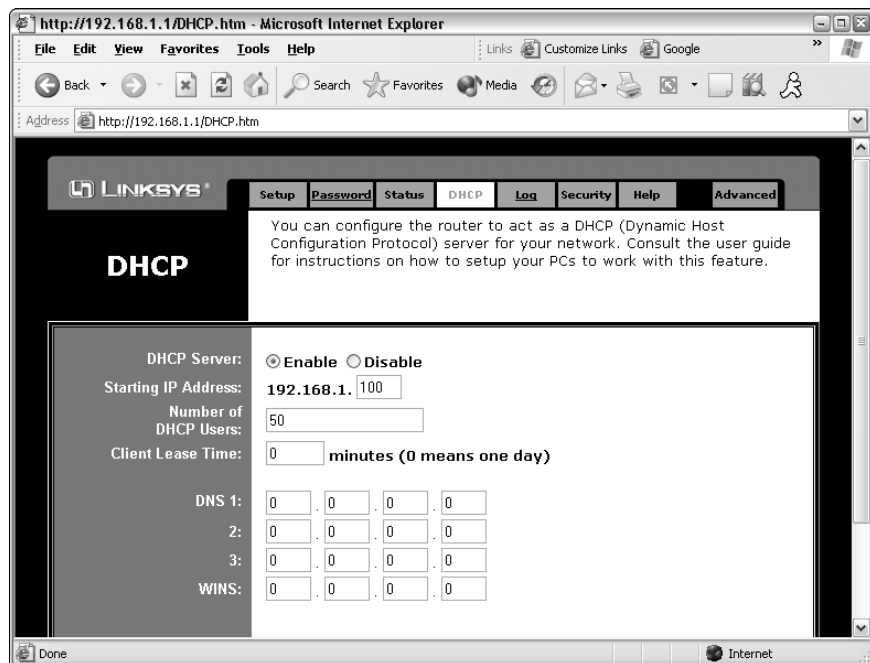 http://192.168.1.1/DHCP.htm - Microsoft Internet Explorer
File Edit View Favorites Tools Help Links Customize Links Google »
Back Search Favorites Media
Address http://192.168.1.1/DHCP.htm
LINKSYS®
Setup Password Status DHCP Log Security Help Advanced
DHCP
You can configure the router to act as a DHCP (Dynamic Host
Configuration Protocol) server for your network. Consult the user guide
for instructions on how to setup your PCs to work with this feature.
DHCP Server: Enable Disable
Starting IP Address: 192.168.1. 100
Number of
DHCP Users: 50
Client Lease Time: 0 minutes (0 means one day)
DNS 1: 0 . 0 . 0 . 0
2: 0 . 0 . 0 . 0
3: 0 . 0 . 0 . 0
WINS: 0 . 0 . 0 . 0
Done Internet